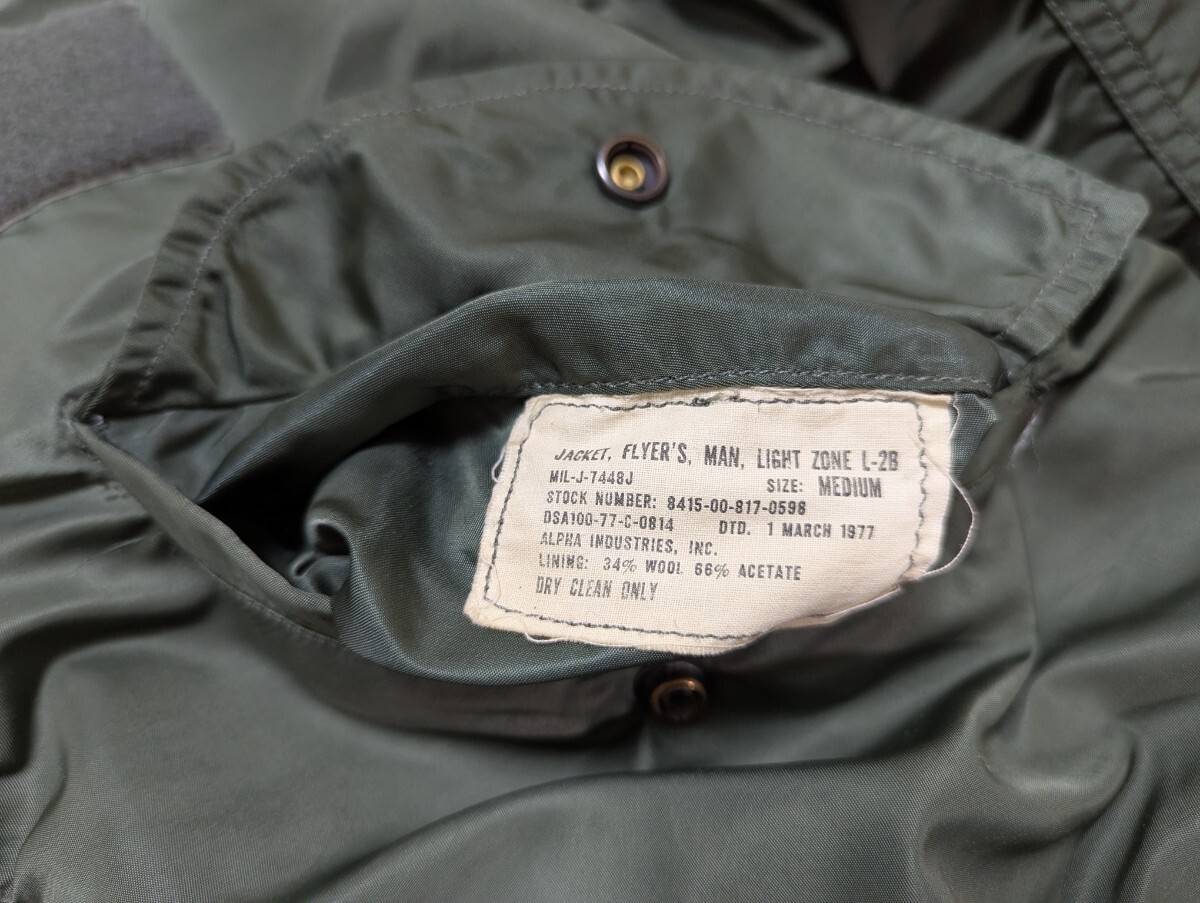 JACKET, FLYER'S, MAN, LIGHT ZONE L-2B
MIL-J-7448J SIZE: MEDIUM
STOCK NUMBER: 8415-00-817-0598
DSA100-77-C-0814 DTD. 1 MARCH 1977
ALPHA INDUSTRIES, INC.
LINING: 34% WOOL 66% ACETATE
DRY CLEAN ONLY